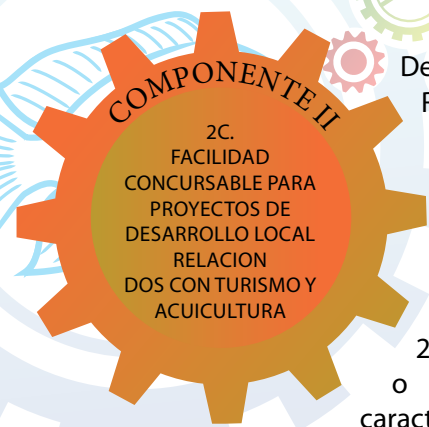 COMPONENTE II
2C.
FACILIDAD
CONCURSABLE PARA
PROYECTOS DE
DESARROLLO LOCAL
RELACION
DOS CON TURISMO Y
ACUICULTURA
De
F
2
o
caract